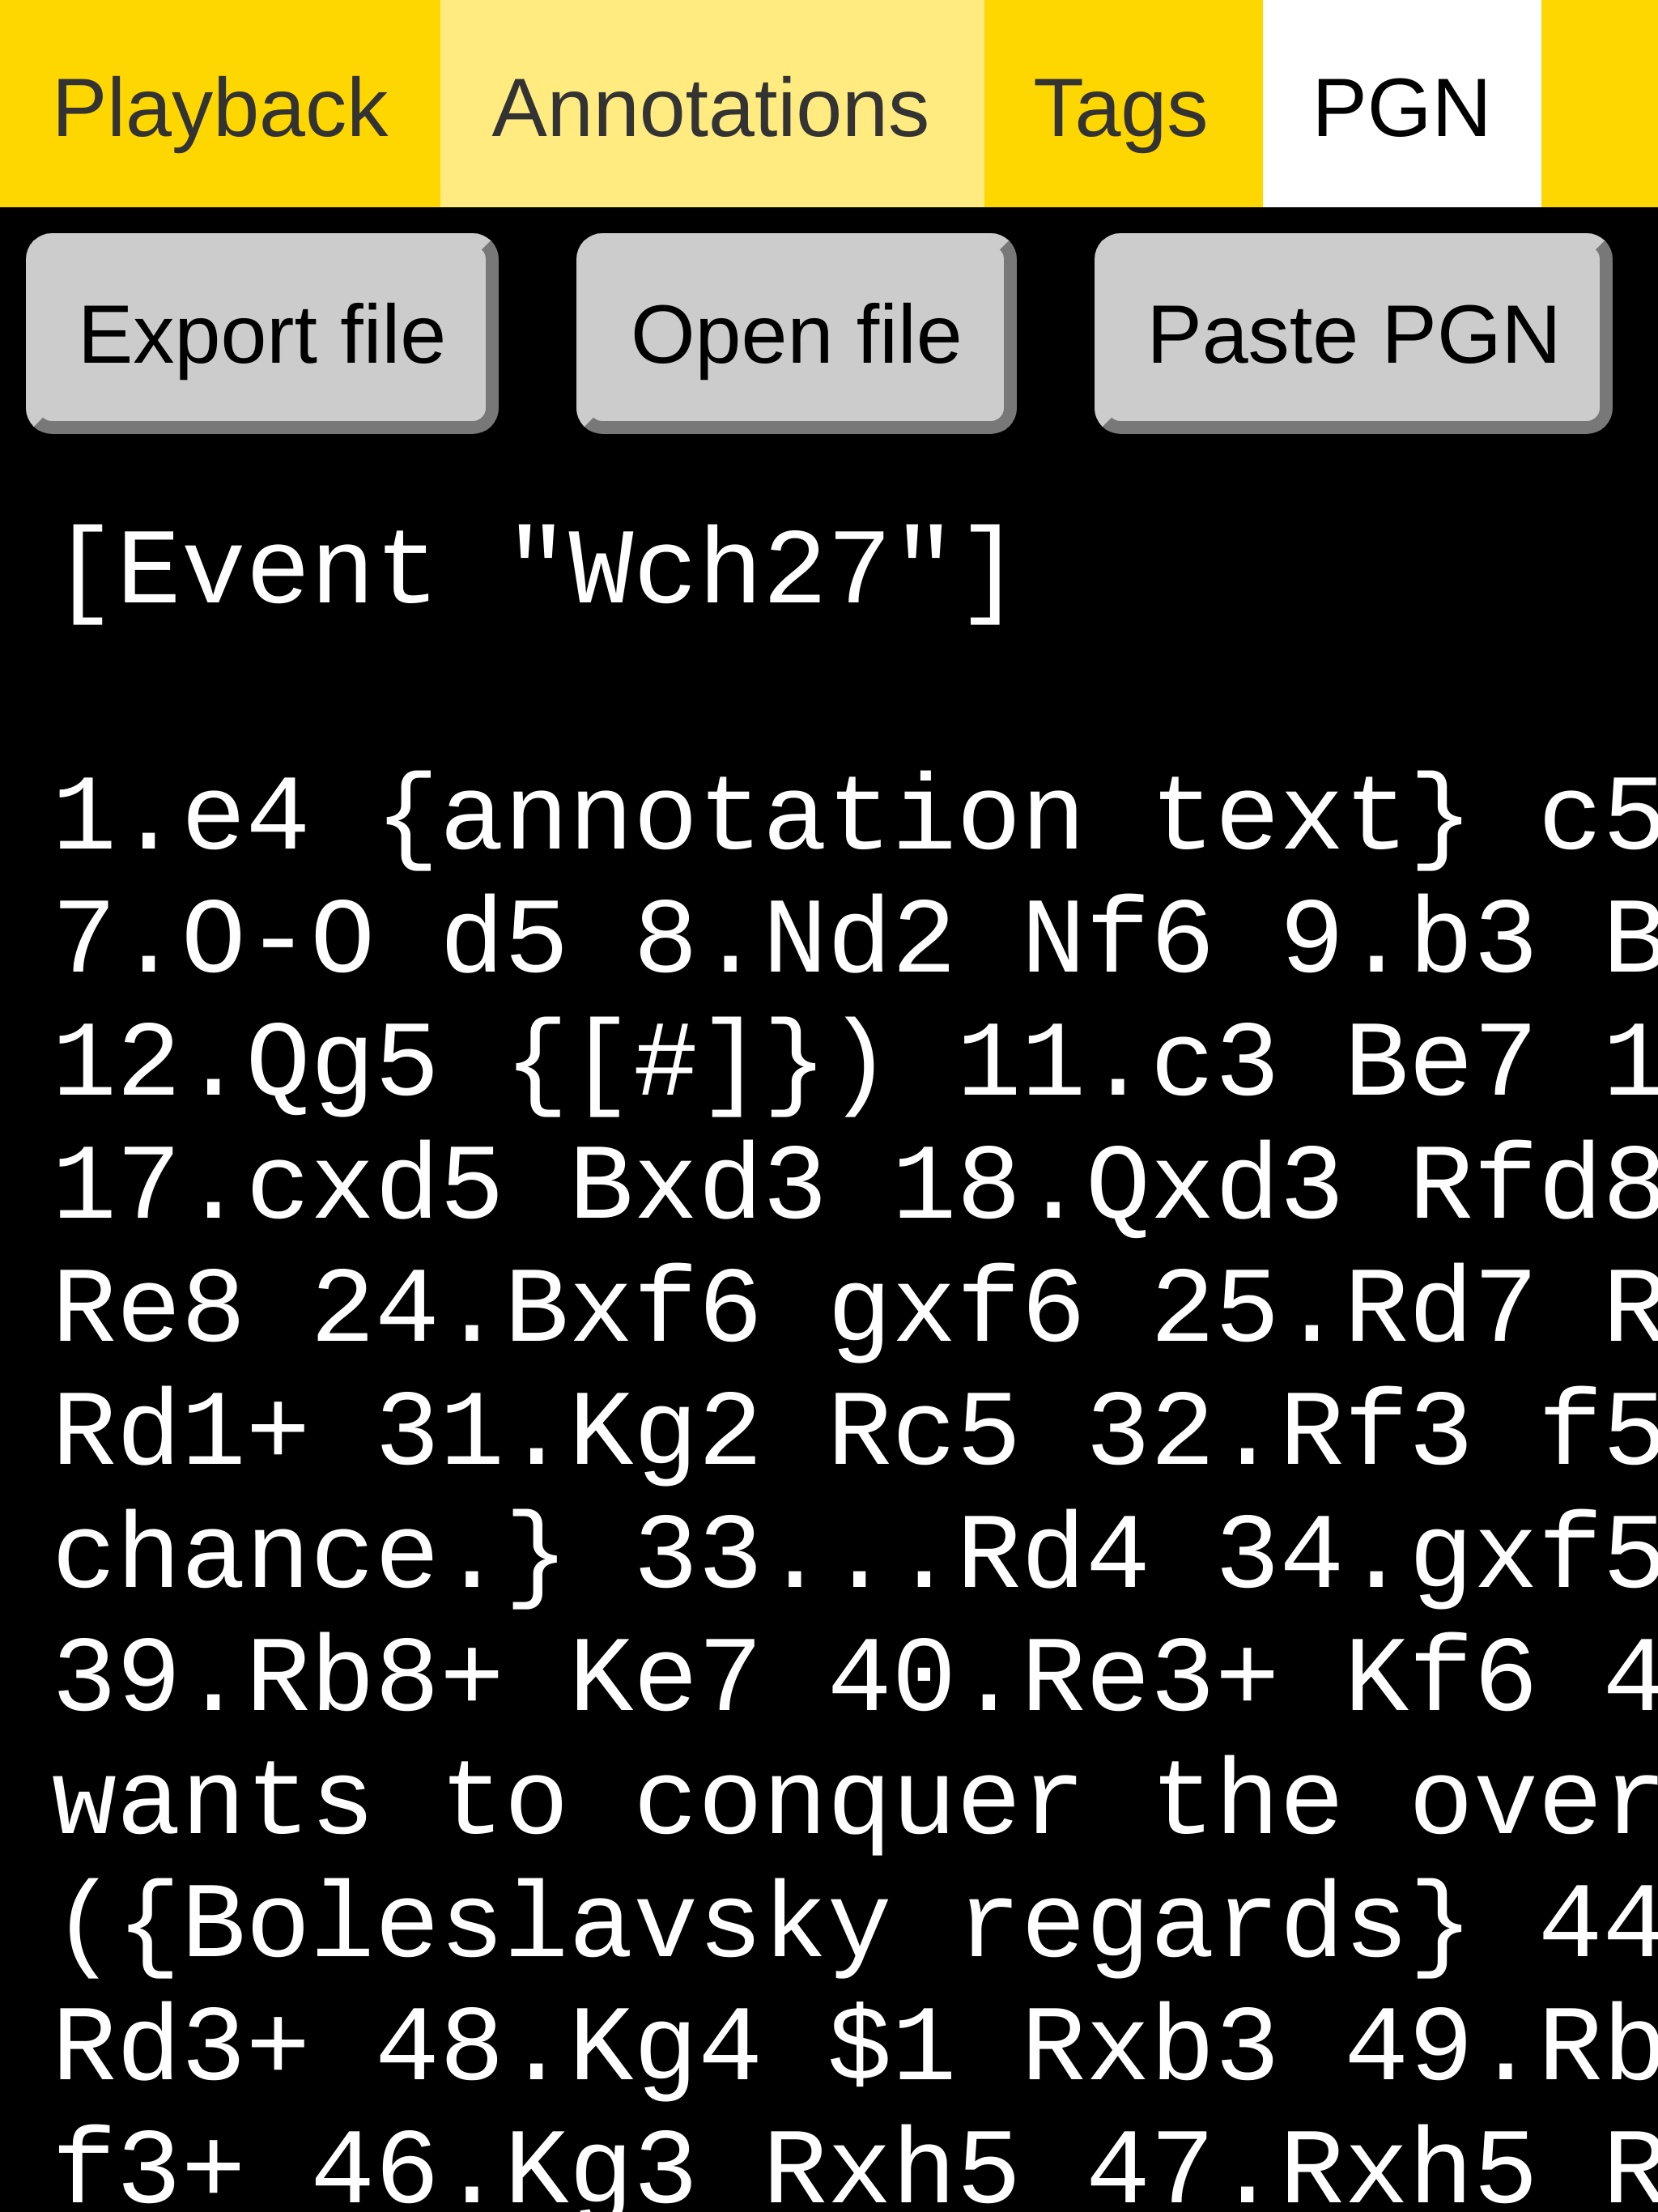 Playback Annotations Tags PGN
Export file Open file Paste PGN
[Event "Wch27"]
1.e4 {annotation text} c5
7.O-O d5 8.Nd2 Nf6 9.b3 B
12.Qg5 {[#]}) 11.c3 Be7 1
17.cxd5 Bxd3 18.Qxd3 Rfd8
Re8 24.Bxf6 gxf6 25.Rd7 R
Rd1+ 31.Kg2 Rc5 32.Rf3 f5
chance.} 33...Rd4 34.gxf5
39.Rb8+ Ke7 40.Re3+ Kf6 4
wants to conquer the over
({Boleslavsky regards} 44
Rd3+ 48.Kg4 $1 Rxb3 49.Rb
f3+ 46.Kg3 Rxh5 47.Rxh5 R